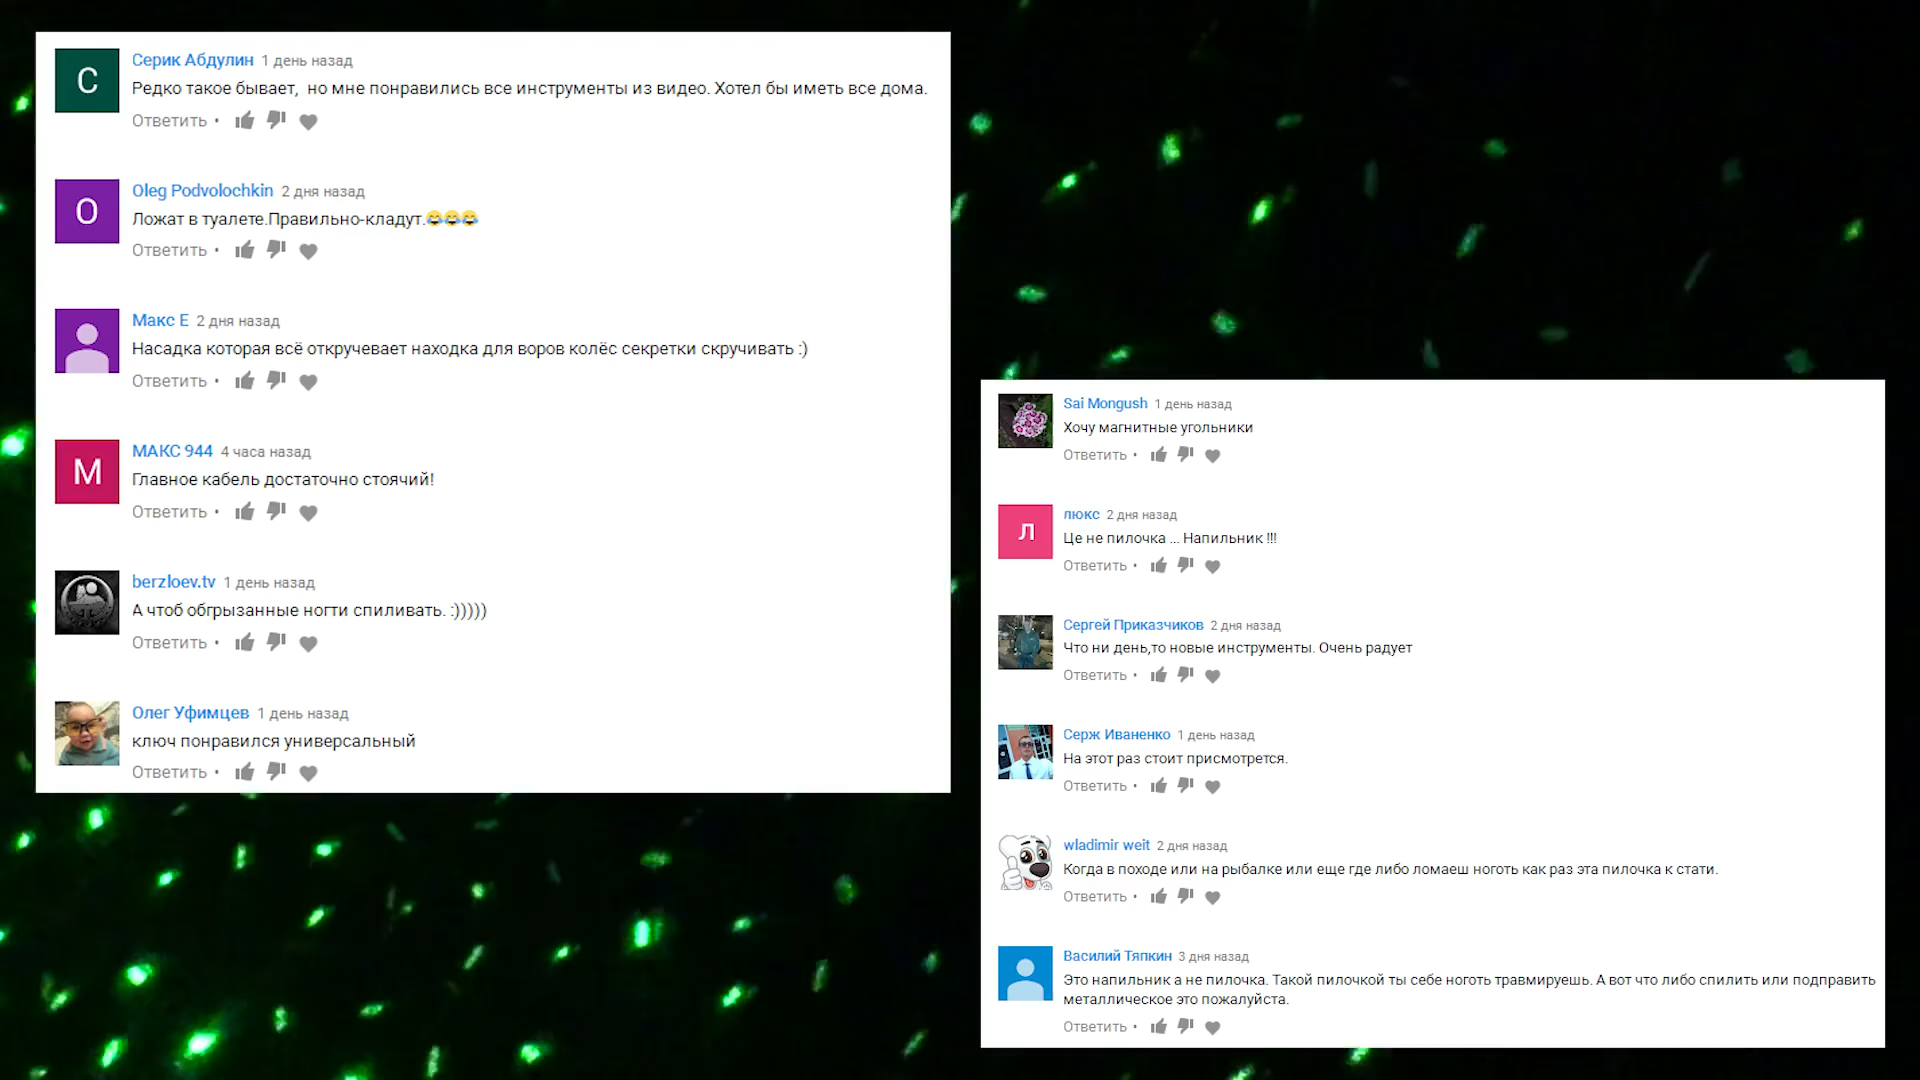 С
Серик Абдулин 1 день назад
Редко такое бывает, но мне понравились все инструменты из видео. Хотел бы иметь все дома.
Ответить •
O
Oleg Podvolochkin 2 дня назад
Ложат в туалете.Правильно-кладут.😂😂😂
Ответить •
Макс Е 2 дня назад
Насадка которая всё откручевает находка для воров колёс секретки скручивать :)
Ответить •
М
МАКС 944 4 часа назад
Главное кабель достаточно стоячий!
Ответить •
berzloev.tv 1 день назад
А чтоб обгрызанные ногти спиливать. :)))))
Ответить •
Олег Уфимцев 1 день назад
ключ понравился универсальный
Ответить •
Sai Mongush 1 день назад
Хочу магнитные угольники
Ответить •
Л
люкс 2 дня назад
Це не пилочка ... Напильник !!!
Ответить •
Сергей Приказчиков 2 дня назад
Что ни день,то новые инструменты. Очень радует
Ответить •
Серж Иваненко 1 день назад
На этот раз стоит присмотрется.
Ответить •
wladimir weit 2 дня назад
Когда в походе или на рыбалке или еще где либо ломаеш ноготь как раз эта пилочка к стати.
Ответить •
Василий Тяпкин 3 дня назад
Это напильник а не пилочка. Такой пилочкой ты себе ноготь травмируешь. А вот что либо спилить или подправить
металлическое это пожалуйста.
Ответить •